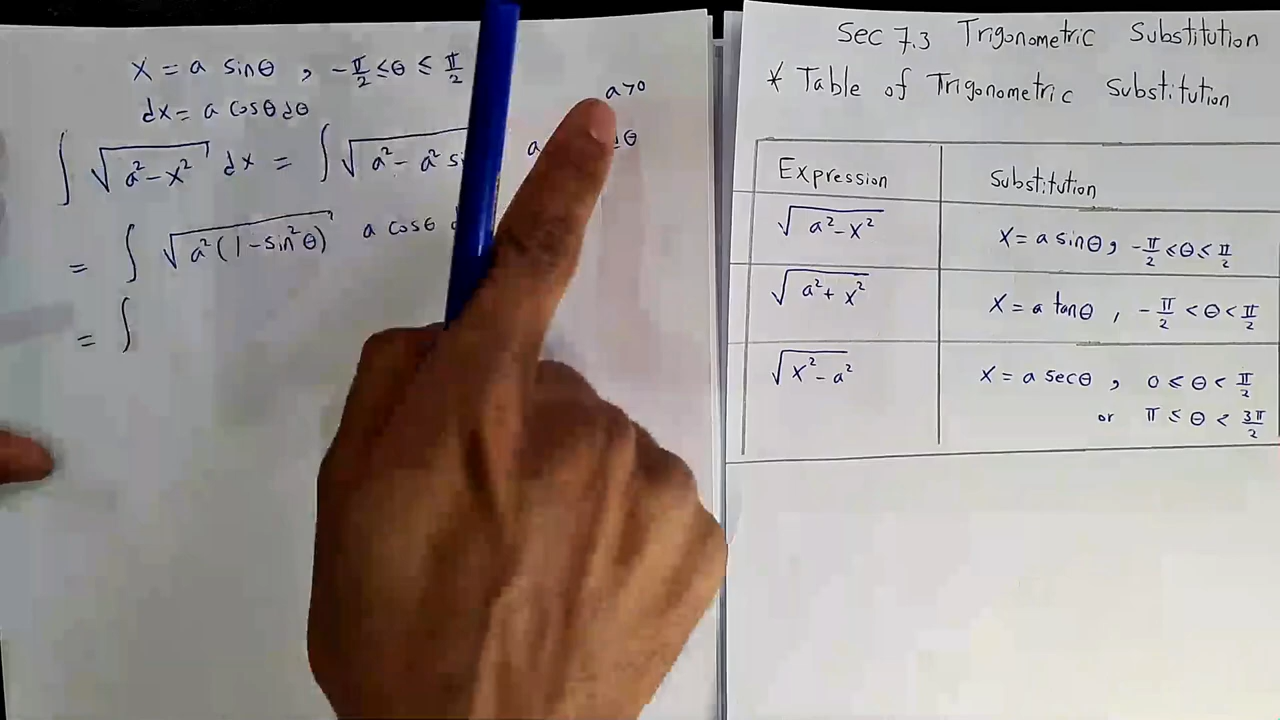 x = a sinθ , -π/2 ≤ θ ≤ π/2
a>0
dx = a cosθ dθ
∫ √(a²-x²) dx = ∫ √(a² - a² si a θ
= ∫ √(a²(1-sin²θ)) a cosθ
= ∫
Sec 7.3 Trigonometric Substitution
* Table of Trigonometric Substitution
Expression Substitution
√(a²-x²) x = a sinθ, -π/2 ≤ θ ≤ π/2
√(a²+x²) x = a tanθ , -π/2 < θ < π/2
√(x²-a²) x = a secθ , 0 ≤ θ < π/2
or π ≤ θ < 3π/2